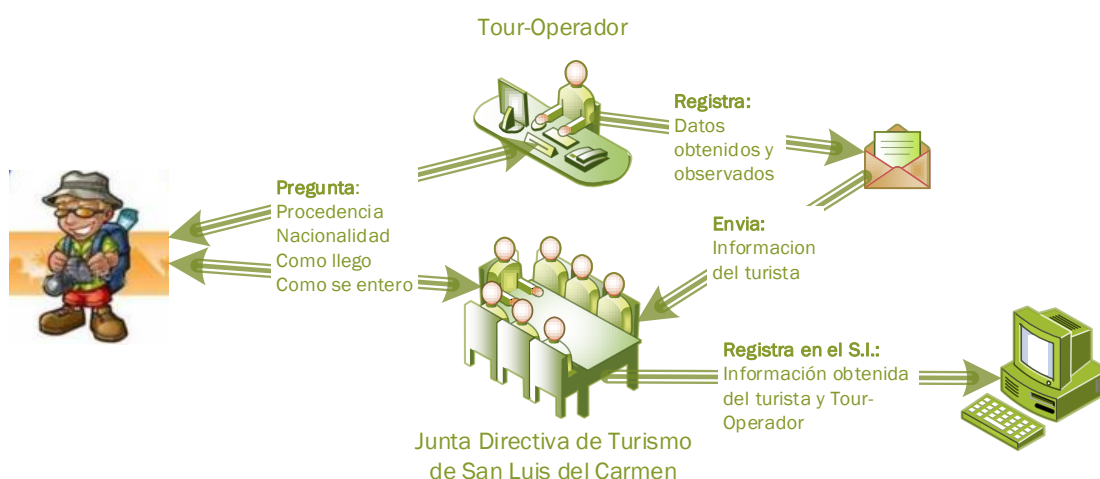 Tour-Operador
Registra:
Datos
obtenidos y
observados
Pregunta:
Procedencia
Nacionalidad
Como llego
Como se entero
Envia:
Informacion
del turista
Registra en el S.I.:
Información obtenida
del turista y Tour-
Operador
Junta Directiva de Turismo
de San Luis del Carmen